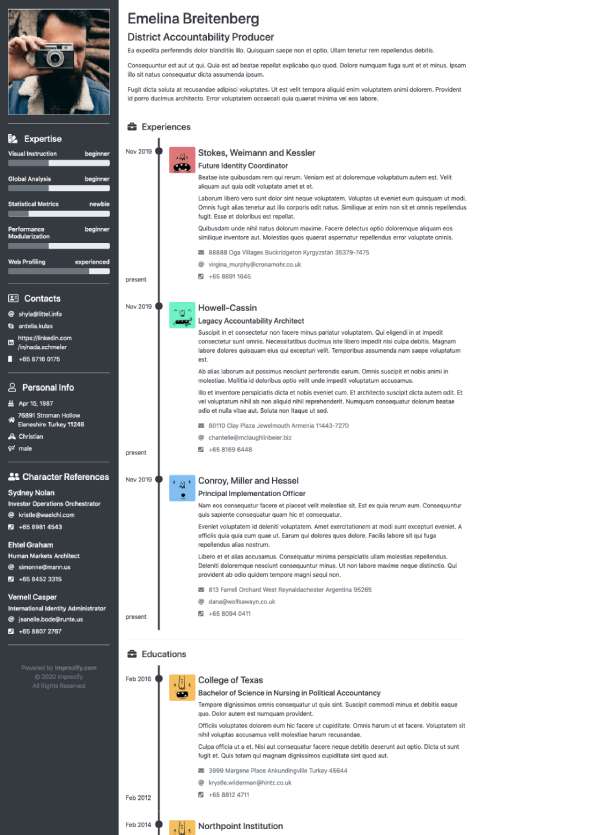 Expertise
Visual Instruction beginner
Global Analysis beginner
Statistical Metrics newbie
Performance beginner
Modularization
Web Profiling experienced
Contacts
shyla@littel.info
ardella.kulas
https://linkedin.com
/in/nada.schmeler
+65 8716 0175
Personal Info
Apr 15, 1987
76891 Stroman Hollow
Elaneshire Turkey 11246
Christian
male
Character References
Sydney Nolan
Investor Operations Orchestrator
kristle@waelchi.com
+65 8981 4543
Ehtel Graham
Human Markets Architect
simonne@mann.us
+65 8452 3315
Vernell Casper
International Identity Administrator
jeanelle.bode@runte.us
+65 8807 2767
Powered by Improsify.com
© 2020 Improsify
All Rights Reserved
Emelina Breitenberg
District Accountability Producer
Ea expedita perferendis dolor blanditiis illo. Quisquam saepe non et optio. Ullam tenetur rem repellendus debitis.
Consequuntur est aut ut qui. Quia est ad beatae repellat explicabo quo quod. Dolore numquam fuga sunt et et minus. Ipsam
illo sit natus consequatur dicta assumenda ipsum.
Fugit dicta soluta at recusandae adipisci voluptates. Ut est velit tempora aliquid enim voluptatem animi dolorem. Provident
id porro ducimus architecto. Error voluptatem occaecati quia quaerat minima vel eos labore.
Experiences
Nov 2019
Stokes, Weimann and Kessler
Future Identity Coordinator
Beatae iste quibusdam rem qui rerum. Veniam est at doloremque voluptatum autem est. Velit
aliquam aut quia odit voluptate amet et et.
Laborum libero vero sunt dolor sint neque voluptatem. Voluptas ut eveniet eum quisquam ut modi.
Omnis fugit alias tenetur aut illo corporis odit natus. Similique at enim non sit et omnis repellendus
fugit. Esse et doloribus est repellat.
Quibusdam unde nihil natus dolorum maxime. Facere delectus optio doloremque aliquam eos
similique inventore aut. Molestias quos quaerat aspernatur repellendus error voluptate omnis.
88888 Oga Villages Buckridgeton Kyrgyzstan 35379-7475
virgina_murphy@cronamohr.co.uk
+65 8691 1645
present
Nov 2019
Howell-Cassin
Legacy Accountability Architect
Suscipit in et consectetur non facere minus pariatur voluptatem. Qui eligendi in at impedit
consectetur sunt omnis. Necessitatibus ducimus iste libero impedit nisi culpa debitis. Magnam
labore dolores quisquam eius qui excepturi velit. Temporibus assumenda nam saepe voluptatum
est.
Ab alias laborum aut possimus nesciunt perferendis earum. Omnis suscipit et nobis animi in
molestiae. Mollitia id doloribus optio velit unde impedit voluptatum accusamus.
Illo et inventore perspiciatis dicta et nobis eveniet cum. Et architecto suscipit dicta autem odit. Et
vel voluptatum nihil ab non aliquid nihil reprehenderit. Numquam consequatur dolorum beatae
odio et nulla vitae aut. Soluta non itaque ut sed.
80110 Clay Plaza Jewelmouth Armenia 11443-7270
chantelle@mclaughlinbeier.biz
+65 8169 6448
present
Nov 2019
Conroy, Miller and Hessel
Principal Implementation Officer
Nam eos consequatur facere et placeat velit molestiae sit. Est ex quia rerum eum. Consequuntur
quis sapiente consequatur quam hic et consequatur.
Eveniet voluptatem id deleniti voluptatem. Amet exercitationem at modi sunt excepturi eveniet. A
officiis quia quia cum quae ut. Earum qui dolores quos dolore. Facilis labore sit qui fuga
repellendus alias nostrum.
Libero et et alias accusamus. Consequatur minima perspiciatis ullam molestias repellendus.
Deleniti doloremque nesciunt consequuntur minus. Ut non labore maxime neque distinctio. Qui
provident ab odio quidem tempore magni sequi non.
813 Farrell Orchard West Reynaldachester Argentina 95265
dana@wolfsawayn.co.uk
+65 8094 0411
present
Educations
Feb 2016
College of Texas
Bachelor of Science in Nursing in Political Accountancy
Tempore dignissimos omnis consequatur ut quis sint. Suscipit commodi minus et debitis eaque
quo. Dolor autem est numquam provident.
Officiis voluptates dolorem eum hic facere ut cupiditate. Omnis harum ut et facere. Voluptatem sit
nihil voluptas accusamus velit molestiae harum recusandae.
Culpa officia ut a et. Nisi aut consequatur facere neque debitis deserunt aut optio. Dicta ut sunt
fugit et. Quis totam qui magnam dignissimos cupiditate sint quod aut.
3999 Margene Place Ankundingville Turkey 45644
krystle.wilderman@hintz.co.uk
+65 8812 4711
Feb 2012
Feb 2014
Northpoint Institution